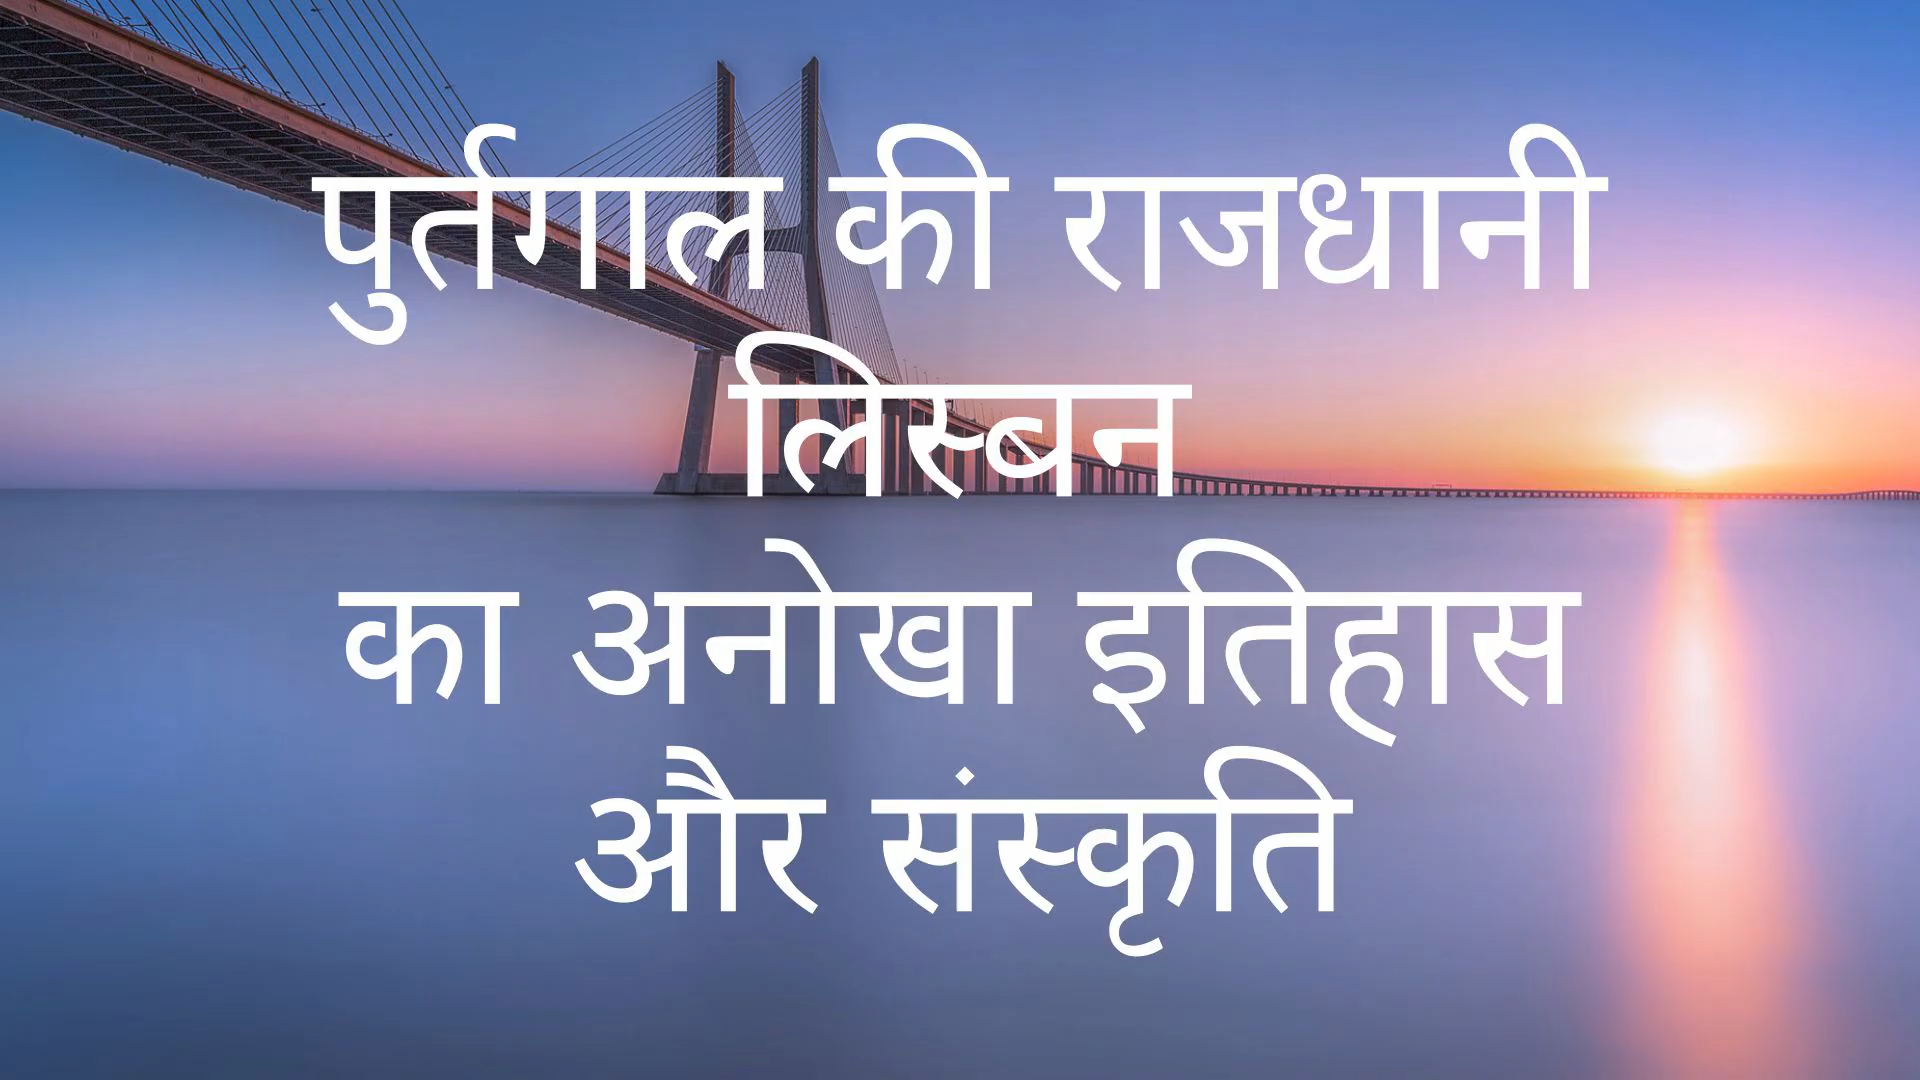 पुर्तगाल की राजधानी
लिस्बन
का अनोखा इतिहास
और संस्कृति